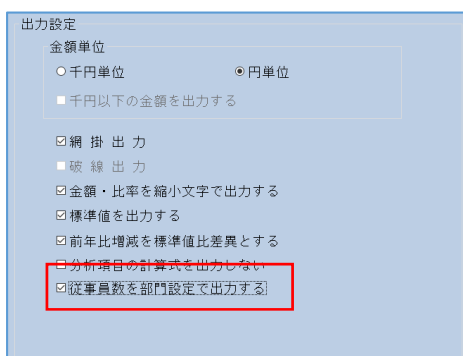 出力設定
金額単位
千円単位 円単位
千円以下の金額を出力する
網 掛 出 力
破 線 出 力
金額・比率を縮小文字で出力する
標準値を出力する
前年比増減を標準値比差異とする
分析項目の計算式を出力しない
従事員数を部門設定で出力する